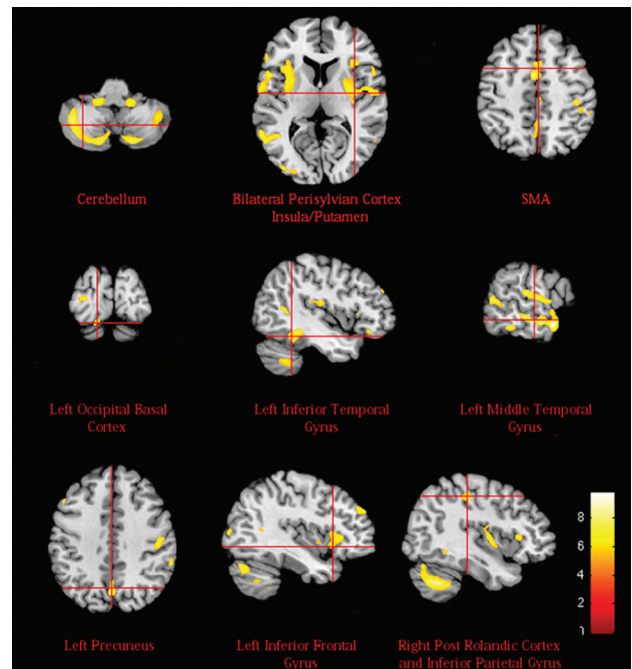 Cerebellum
Bilateral Perisylvian Cortex
Insula/Putamen
SMA
Left Occipital Basal
Cortex
Left Inferior Temporal
Gyrus
Left Middle Temporal
Gyrus
8
6
4
2
1
Left Precuneus
Left Inferior Frontal
Gyrus
Right Post Rolandic Cortex
and Inferior Parietal Gyrus